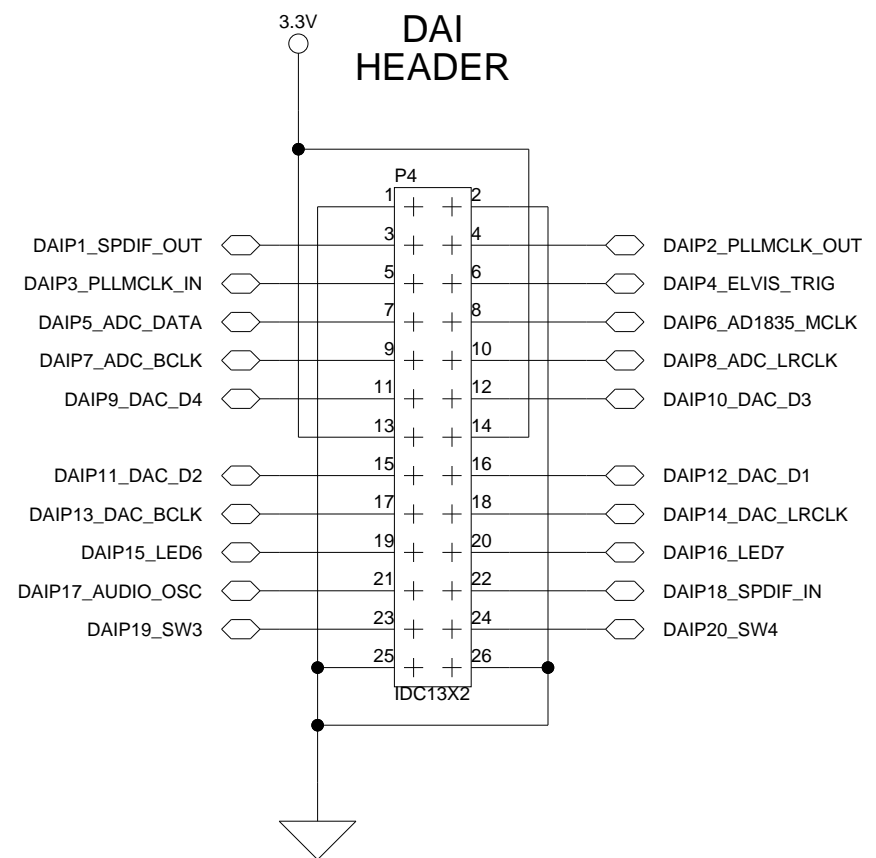 3.3V
DAI
HEADER
P4
1 2
DAIP1_SPDIF_OUT 3 4 DAIP2_PLLMCLK_OUT
DAIP3_PLLMCLK_IN 5 6 DAIP4_ELVIS_TRIG
DAIP5_ADC_DATA 7 8 DAIP6_AD1835_MCLK
DAIP7_ADC_BCLK 9 10 DAIP8_ADC_LRCLK
DAIP9_DAC_D4 11 12 DAIP10_DAC_D3
13 14
DAIP11_DAC_D2 15 16 DAIP12_DAC_D1
DAIP13_DAC_BCLK 17 18 DAIP14_DAC_LRCLK
DAIP15_LED6 19 20 DAIP16_LED7
DAIP17_AUDIO_OSC 21 22 DAIP18_SPDIF_IN
DAIP19_SW3 23 24 DAIP20_SW4
25 26
IDC13X2